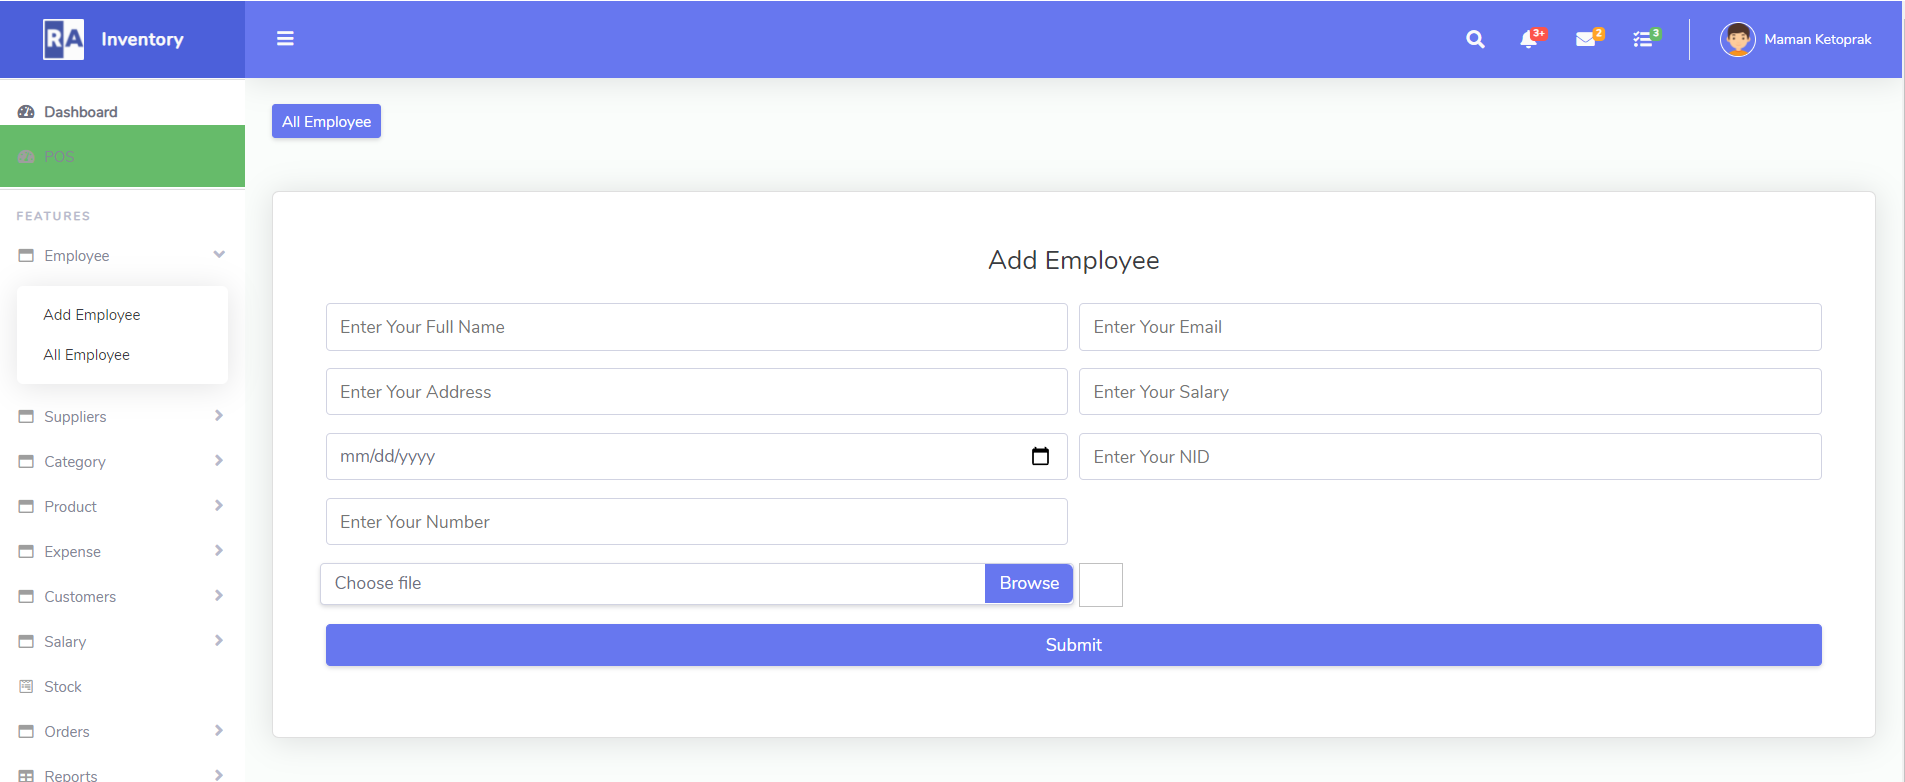 RA Inventory
3+ 2 3 Maman Ketoprak
Dashboard
POS
FEATURES
Employee
Add Employee
All Employee
Suppliers
Category
Product
Expense
Customers
Salary
Stock
Orders
Reports
All Employee
Add Employee
Enter Your Full Name Enter Your Email
Enter Your Address Enter Your Salary
mm/dd/yyyy Enter Your NID
Enter Your Number
Choose file Browse
Submit